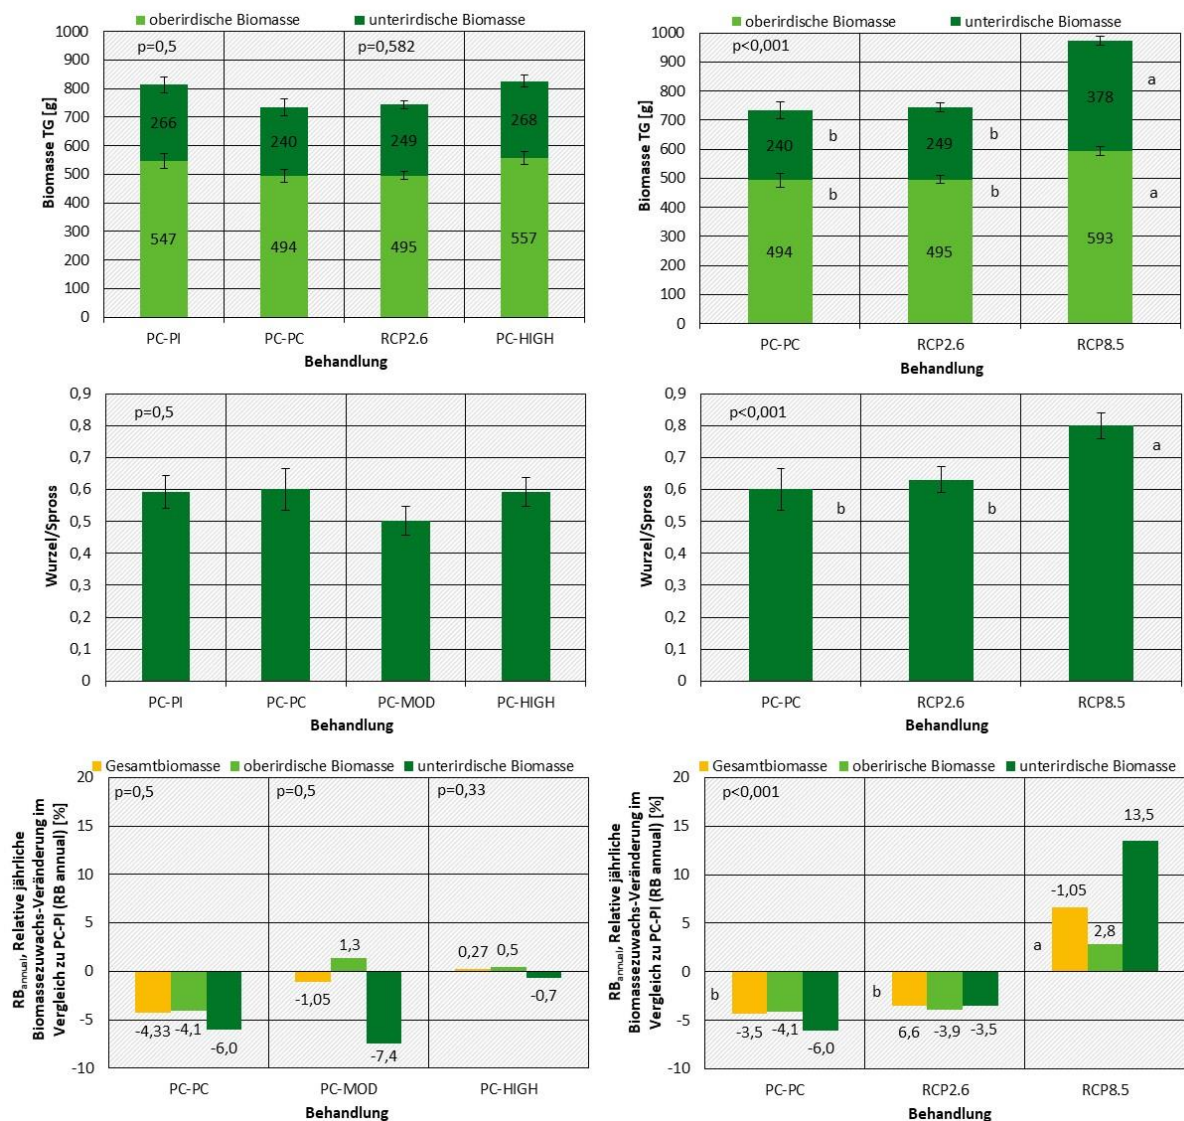 oberirdische Biomasse unterirdische Biomasse
1000
900
800
700
600
500
400
300
200
100
0
Biomasse TG [g]
p=0,5 p=0,582
266 240 249 268
547 494 495 557
PC-PI PC-PC RCP2.6 PC-HIGH
Behandlung
oberirdische Biomasse unterirdische Biomasse
1000
900
800
700
600
500
400
300
200
100
0
Biomasse TG [g]
p<0,001
378 a
240 b 249 b
b b a
494 495 593
PC-PC RCP2.6 RCP8.5
Behandlung
0,9
0,8
0,7
0,6
0,5
0,4
0,3
0,2
0,1
0
Wurzel/Spross
p=0,5
PC-PI PC-PC PC-MOD PC-HIGH
Behandlung
0,9
0,8
0,7
0,6
0,5
0,4
0,3
0,2
0,1
0
Wurzel/Spross
p<0,001
a
b b
PC-PC RCP2.6 RCP8.5
Behandlung
Gesamtbiomasse oberirdische Biomasse unterirdische Biomasse
20
15
10
5
0
-5
-10
RBannual, Relative jährliche
Biomassezuwachs-Veränderung im
Vergleich zu PC-PI (RB annual) [%]
p=0,5 p=0,5 p=0,33
1,3 0,27 0,5
-1,05 -0,7
-4,33 -4,1 -6,0 -7,4
PC-PC PC-MOD PC-HIGH
Behandlung
Gesamtbiomasse oberirische Biomasse unterirdische Biomasse
20
15
10
5
0
-5
-10
RBannual, Relative jährliche
Biomassezuwachs-Veränderung im
Vergleich zu PC-PI (RB annual) [%]
p<0,001
13,5
-1,05
2,8
a
b b
-3,5 -4,1 -6,0 6,6 -3,9 -3,5
PC-PC RCP2.6 RCP8.5
Behandlung